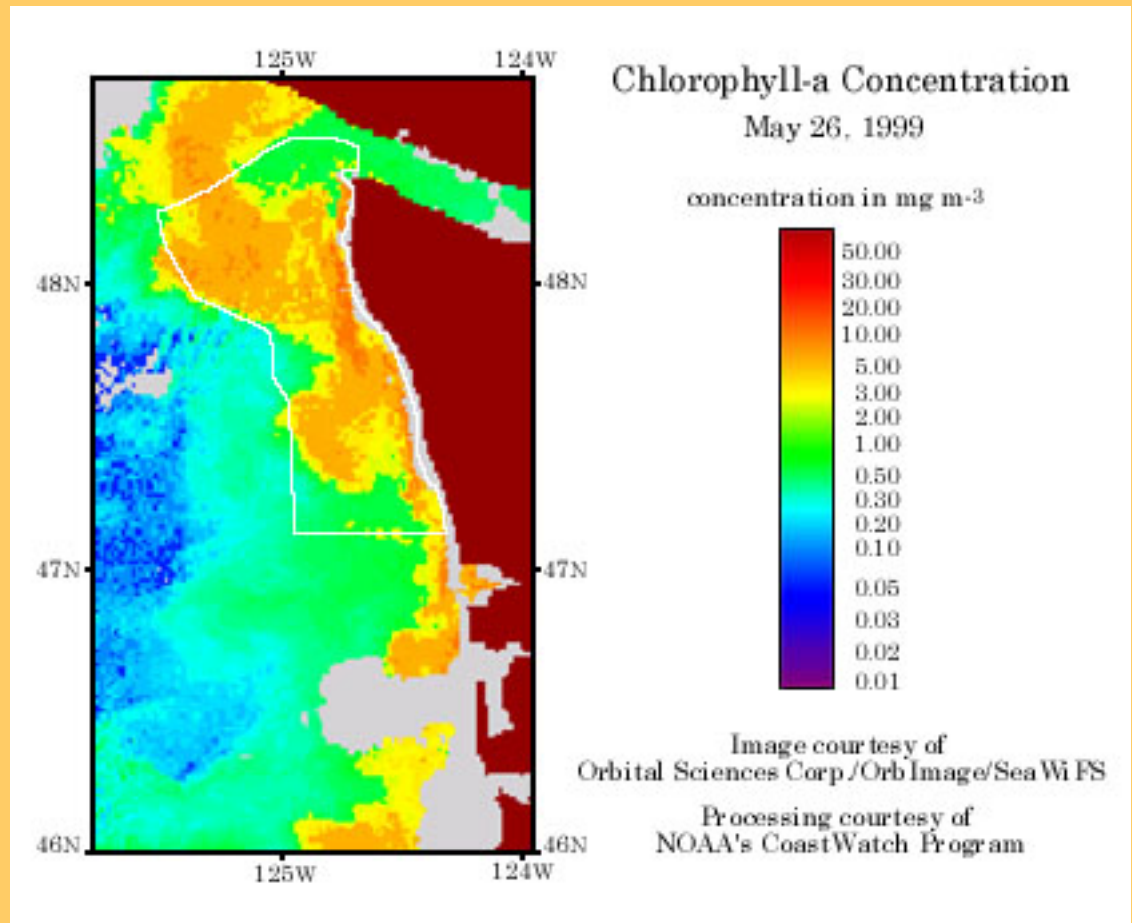 125W 124W
Chlorophyll-a Concentration
May 26, 1999
concentration in mg m-3
50.00
48N 48N 30.00
20.00
10.00
5.00
3.00
2.00
1.00
0.50
0.30
0.20
0.10
47N 47N
0.05
0.03
0.02
0.01
Image courtesy of
Orbital Sciences Corp./OrbImage/SeaWiFS
Processing courtesy of
46N 46N NOAA's CoastWatch Program
125W 124W